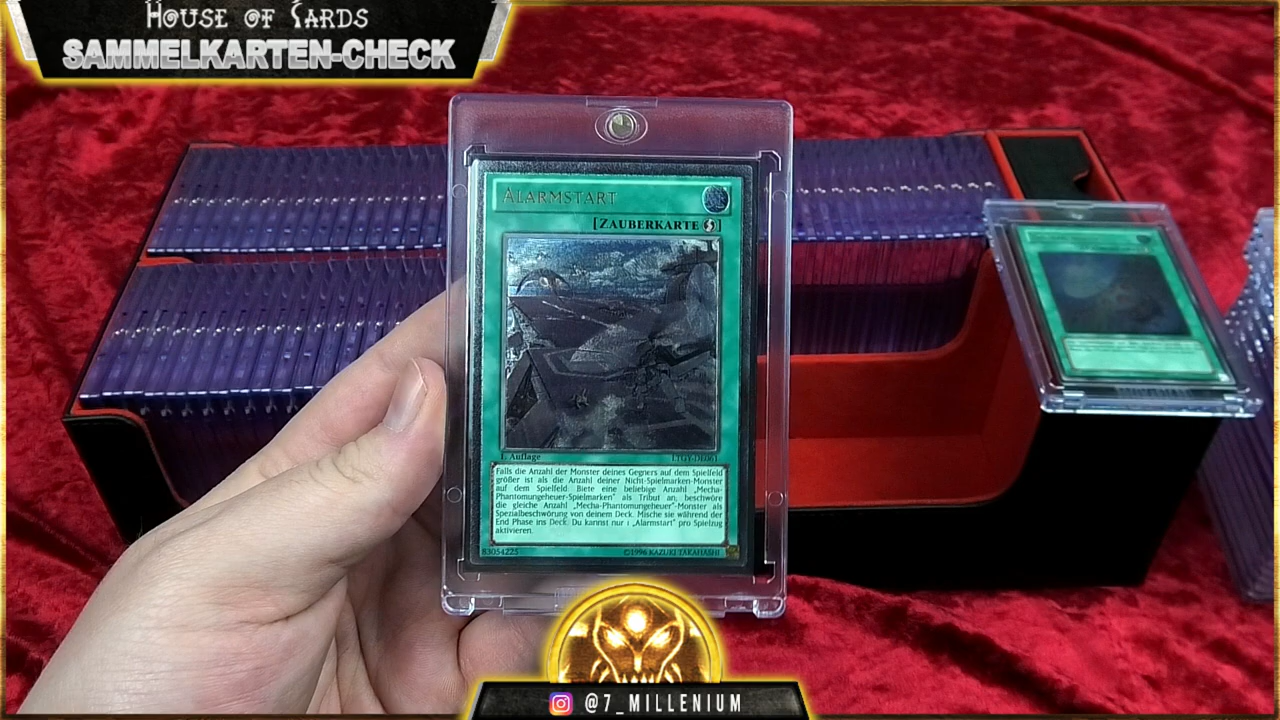 HOUSE OF CARDS
SAMMELKARTEN-CHECK
ALARMSTART
[ZAUBERKARTE]
1. Auflage
LTGY-DE061
Falls die Anzahl der Monster deines Gegners auf dem Spielfeld
größer ist als die Anzahl deiner Nicht-Spielmarken-Monster
auf dem Spielfeld: Biete eine beliebige Anzahl „Mecha-
Phantomungeheuer-Spielmarken“ als Tribut an, beschwöre
die gleiche Anzahl „Mecha-Phantomungeheuer“-Monster als
Spezialbeschwörung von deinem Deck. Mische sie während der
End Phase ins Deck. Du kannst nur 1 „Alarmstart“ pro Spielzug
aktivieren.
83054225
©1996 KAZUKI TAKAHASHI
@7_MILLENIUM